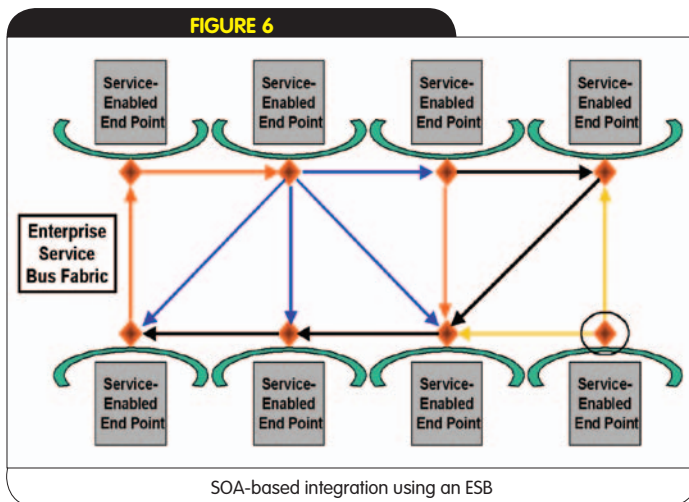 FIGURE 6
Service-
Enabled
End Point
Service-
Enabled
End Point
Service-
Enabled
End Point
Service-
Enabled
End Point
Enterprise
Service
Bus Fabric
Service-
Enabled
End Point
Service-
Enabled
End Point
Service-
Enabled
End Point
Service-
Enabled
End Point
SOA-based integration using an ESB